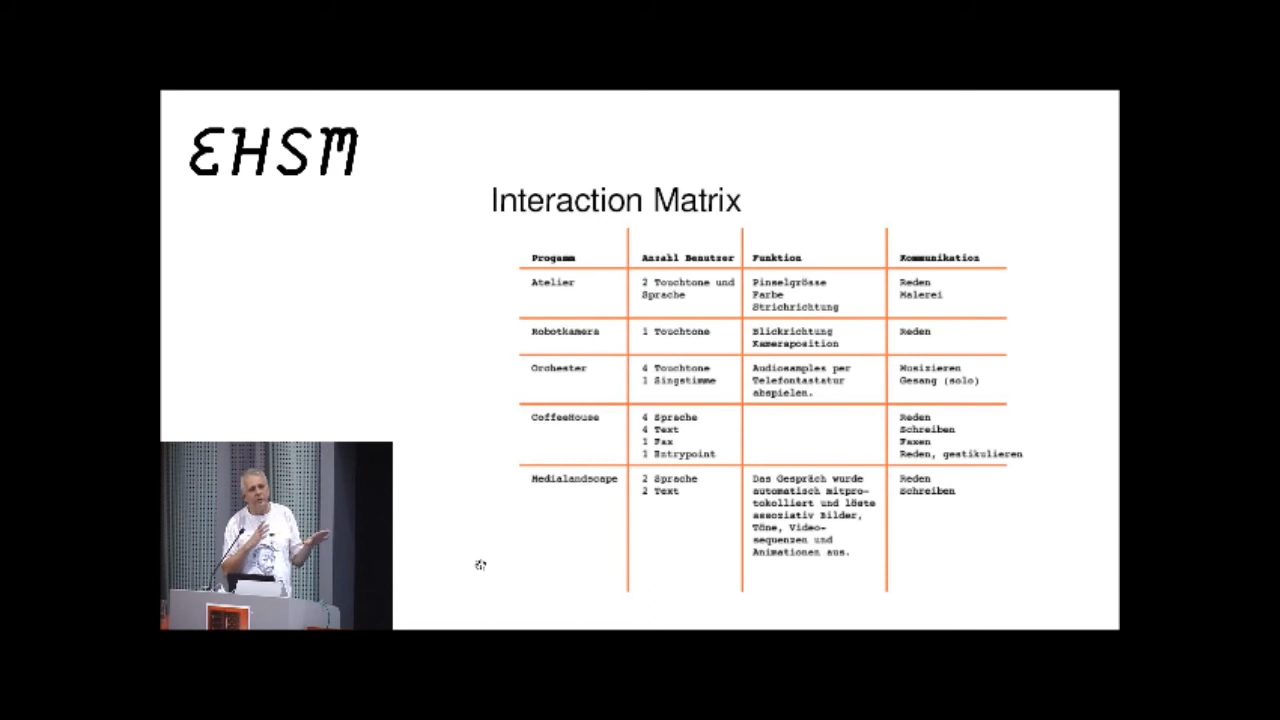 EHSM
Interaction Matrix
Progamm Anzahl Benutzer Funktion Kommunikation
Atelier 2 Touchtone und Pinselgrösse Reden
Sprache Farbe Malerei
Strichrichtung
Robotkamera 1 Touchtone Blickrichtung Reden
Kameraposition
Orchester 4 Touchtone Audiosamples per Musizieren
1 Singstimme Telefontastatur Gesang (solo)
abspielen.
CoffeeHouse 4 Sprache Reden
4 Text Schreiben
1 Fax Faxen
1 Entrypoint Reden, gestikulieren
Medialandscape 2 Sprache Das Gespräch wurde Reden
2 Text automatisch mitpro- Schreiben
tokolliert und löste
assoziativ Bilder,
Töne, Video-
sequenzen und
Animationen aus.